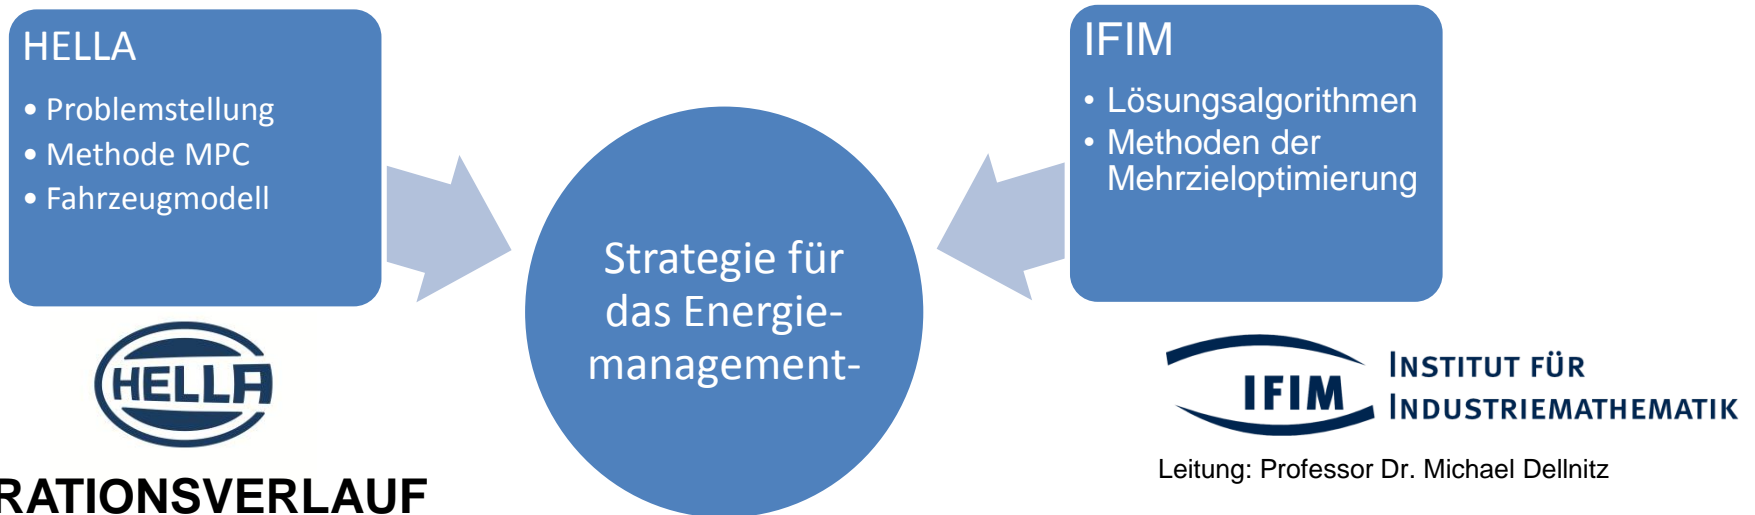 HELLA
• Problemstellung
• Methode MPC
• Fahrzeugmodell
Strategie für
das Energie-
management-
IFIM
• Lösungsalgorithmen
• Methoden der
Mehrzieloptimierung
HELLA
IFIM
INSTITUT FÜR
INDUSTRIEMATHEMATIK
Leitung: Professor Dr. Michael Dellnitz
RATIONSVERLAUF